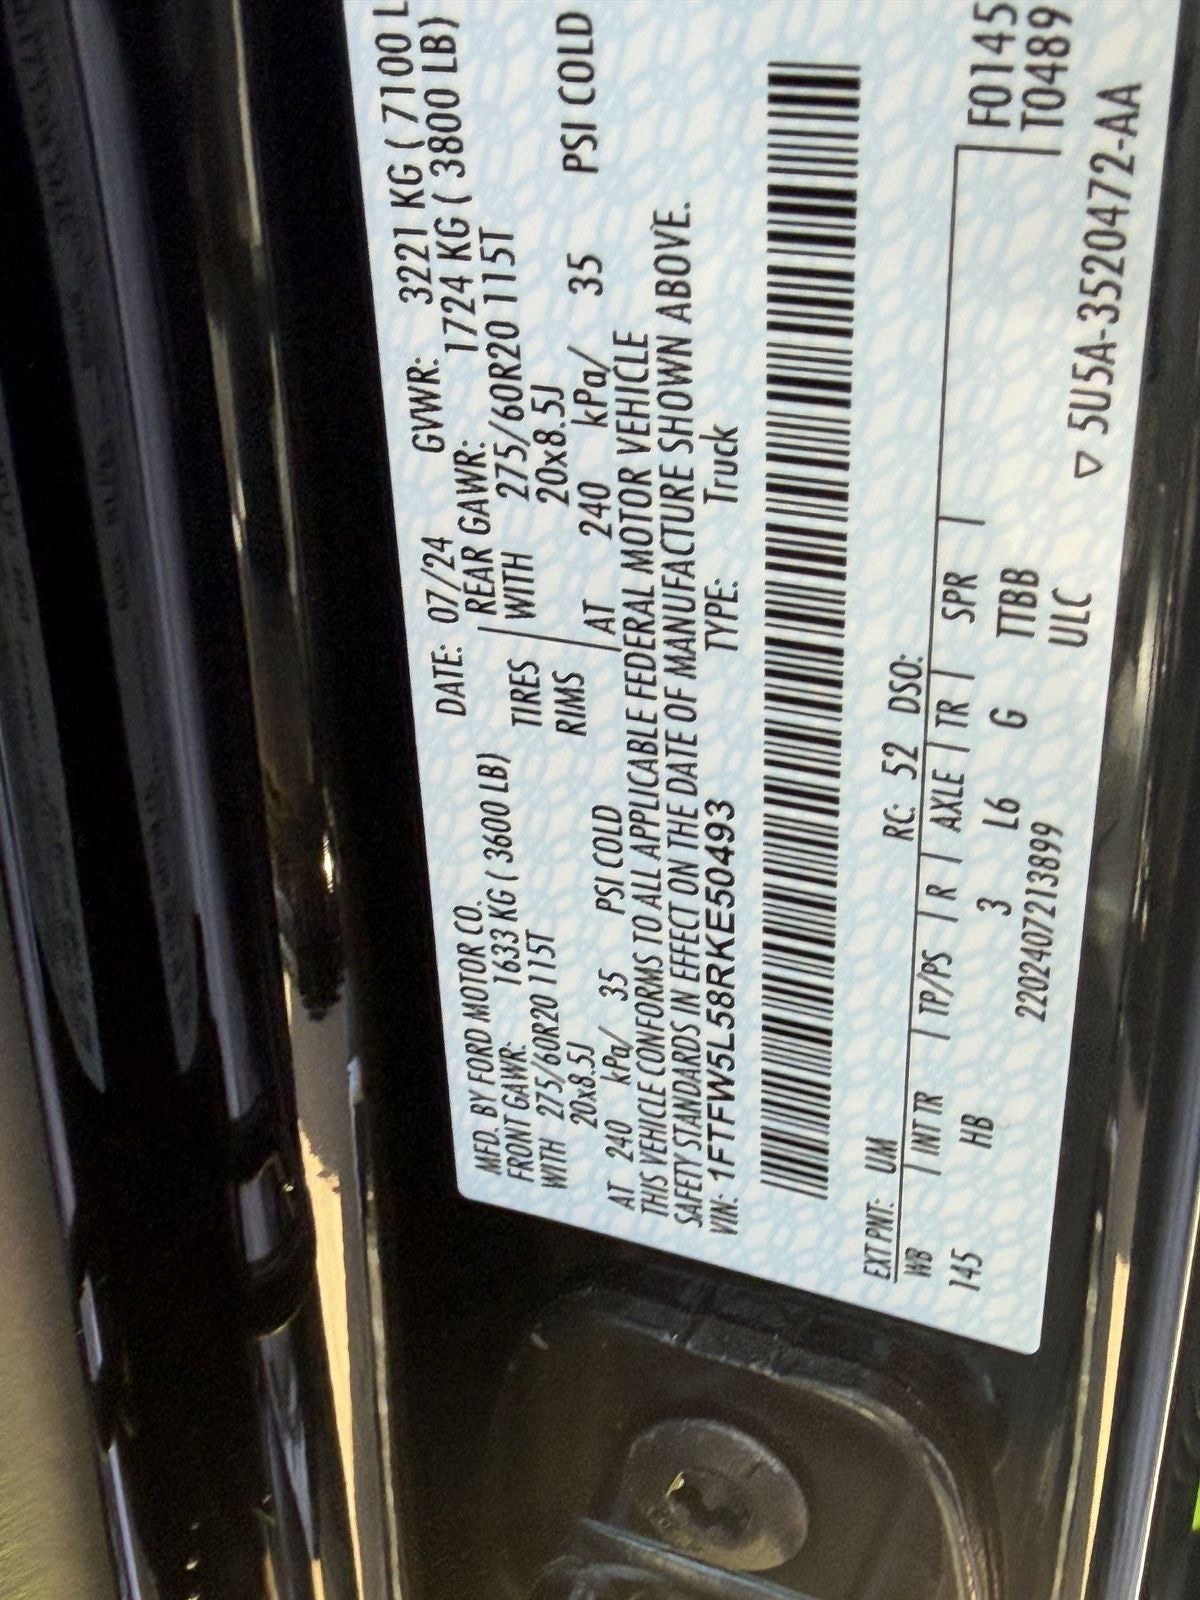 MFD. BY FORD MOTOR CO. DATE: 07/24 GVWR: 3221 KG ( 7100 L
FRONT GAWR: 1633 KG ( 3600 LB) REAR GAWR: 1724 KG ( 3800 LB)
WITH 275/60R20 115T TIRES WITH 275/60R20 115T
20x8.5J RIMS 20x8.5J
AT 240 kPa/ 35 PSI COLD AT 240 kPa/ 35 PSI COLD
THIS VEHICLE CONFORMS TO ALL APPLICABLE FEDERAL MOTOR VEHICLE
SAFETY STANDARDS IN EFFECT ON THE DATE OF MANUFACTURE SHOWN ABOVE.
VIN: 1FTFW5L58RKE50493 TYPE: Truck
EXT PNT: UM RC: 52 DSO:
WB INT TR TP/PS R AXLE TR SPR F0145
145 HB 3 L6 G TTBB T0489
2202407213899 ULC ▽ 5U5A-3520472-AA